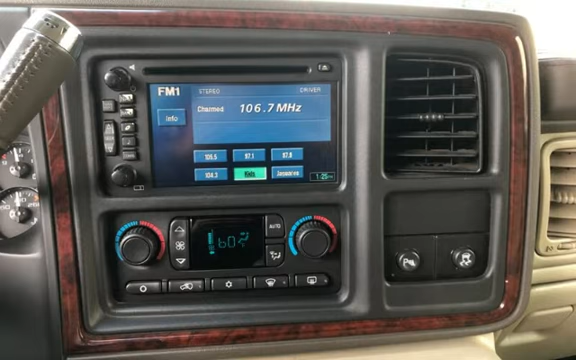 FM1 STEREO DRIVER
Info Charmed 106.7 MHz
106.5 97.1 97.9
104.3 Kids
1:25
AUTO
60°F